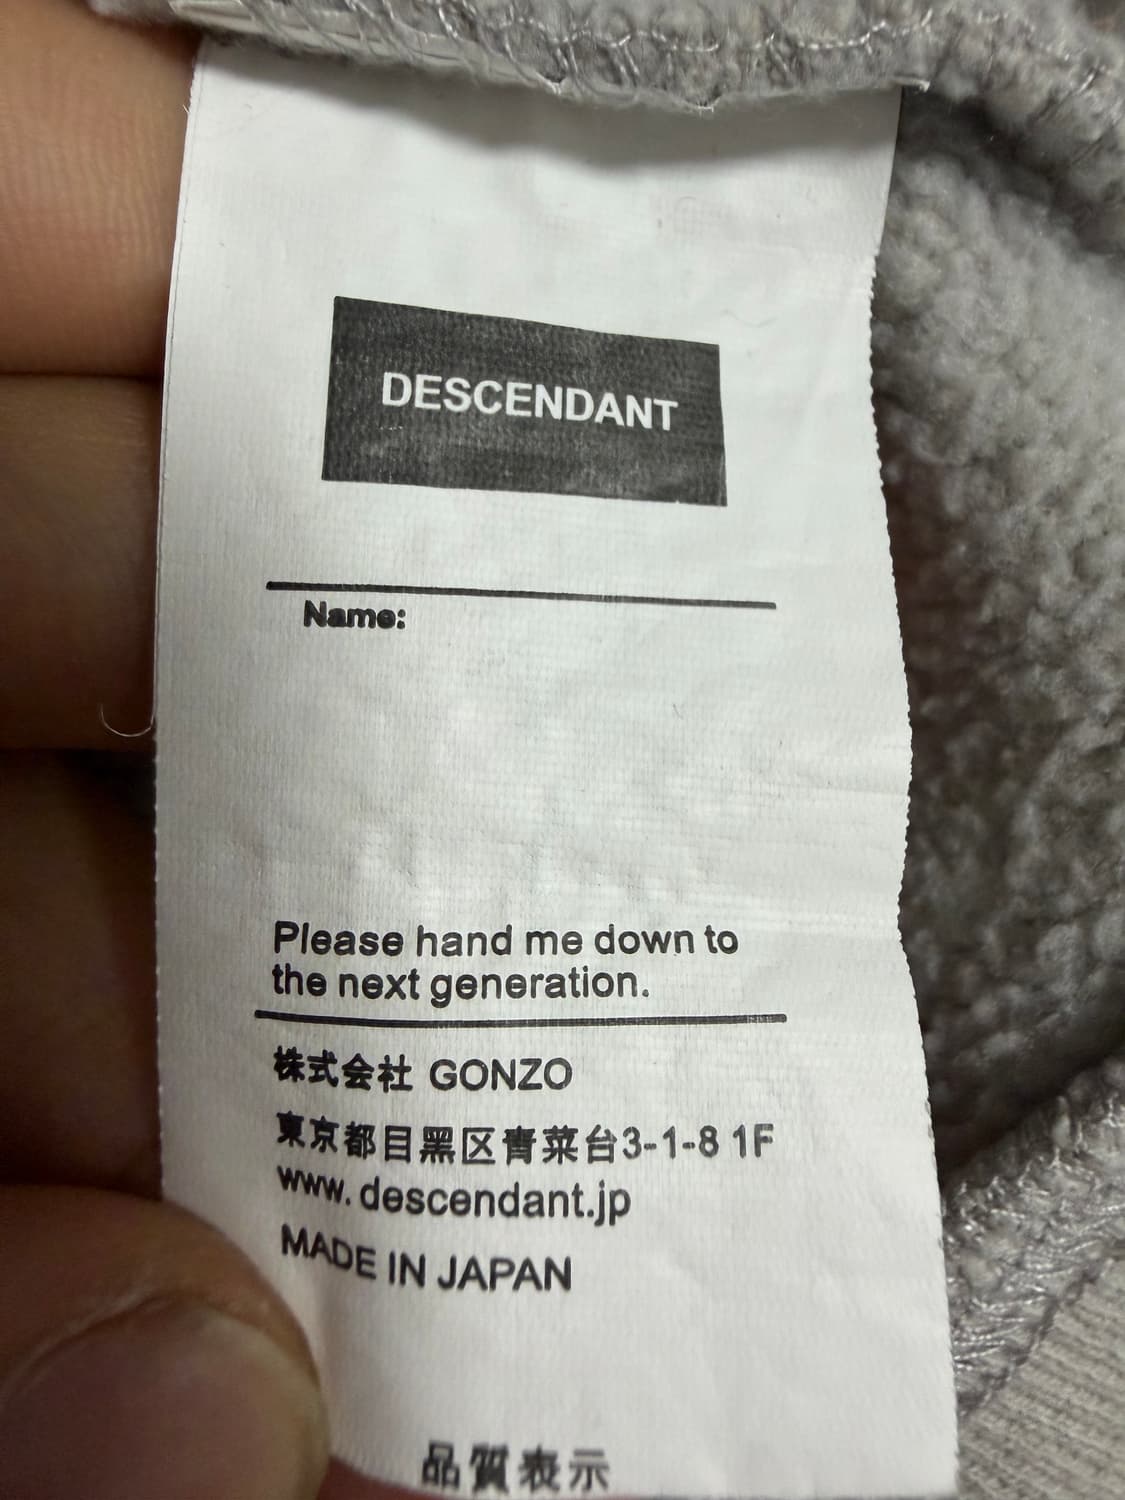 DESCENDANT
Name:
Please hand me down to
the next generation.
株式会社 GONZO
東京都目黒区青葉台3-1-8 1F
www.descendant.jp
MADE IN JAPAN
品質表示